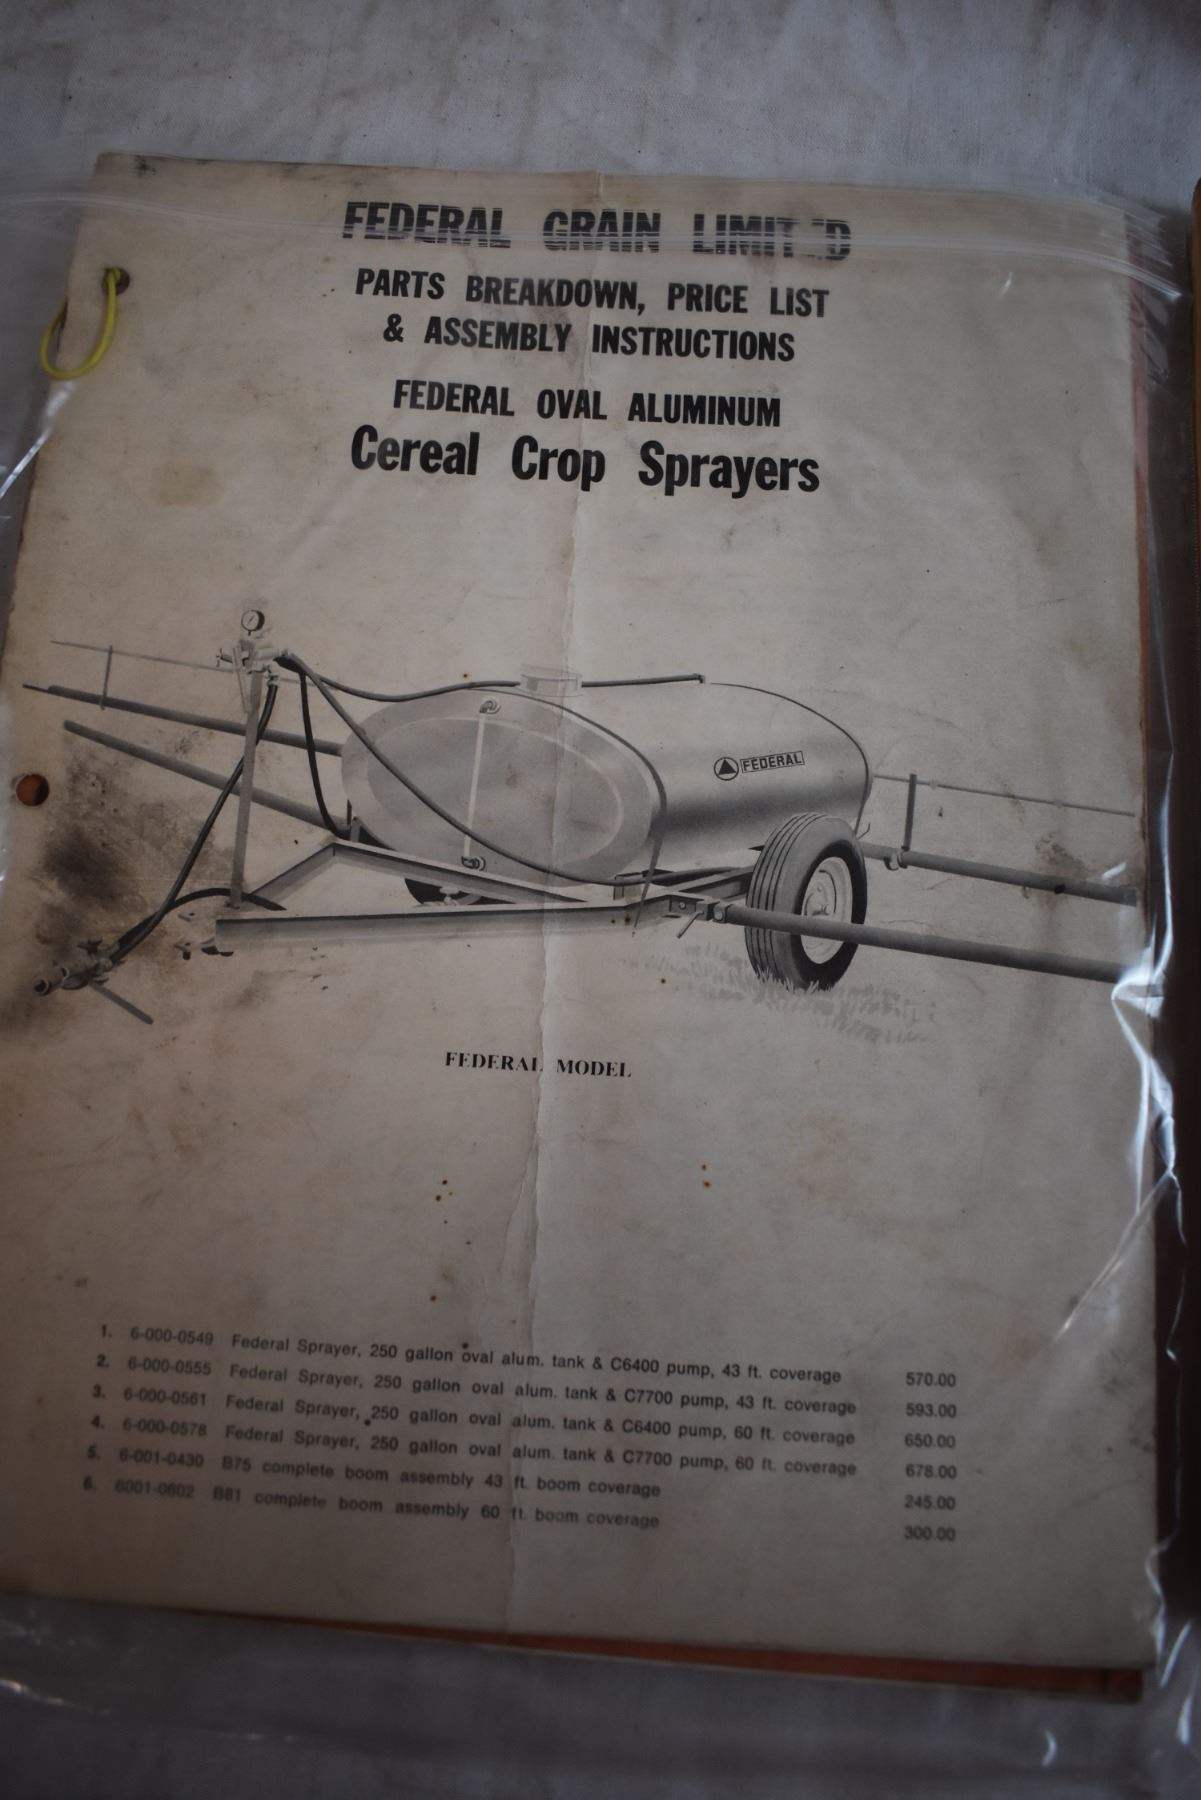 FEDERAL GRAIN LIMITED
PARTS BREAKDOWN, PRICE LIST
& ASSEMBLY INSTRUCTIONS
FEDERAL OVAL ALUMINUM
Cereal Crop Sprayers
FEDERAL
FEDERAL MODEL
1. 6-000-0549 Federal Sprayer, 250 gallon oval alum. tank & C6400 pump, 43 ft. coverage 570.00
2. 6-000-0555 Federal Sprayer, 250 gallon oval alum. tank & C7700 pump, 43 ft. coverage 593.00
3. 6-000-0561 Federal Sprayer, 250 gallon oval alum. tank & C6400 pump, 60 ft. coverage 650.00
4. 6-000-0578 Federal Sprayer, 250 gallon oval alum. tank & C7700 pump, 60 ft. coverage 678.00
5. 6-001-0430 B75 complete boom assembly 43 ft. boom coverage 245.00
6. 6001-0602 B81 complete boom assembly 60 ft. boom coverage 300.00